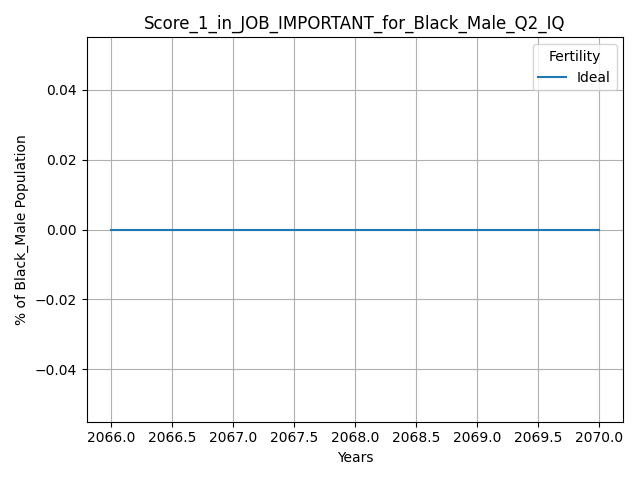 Score_1_in_JOB_IMPORTANT_for_Black_Male_Q2_IQ
Fertility
Ideal
% of Black_Male Population
0.04
0.02
0.00
−0.02
−0.04
2066.0 2066.5 2067.0 2067.5 2068.0 2068.5 2069.0 2069.5 2070.0
Years